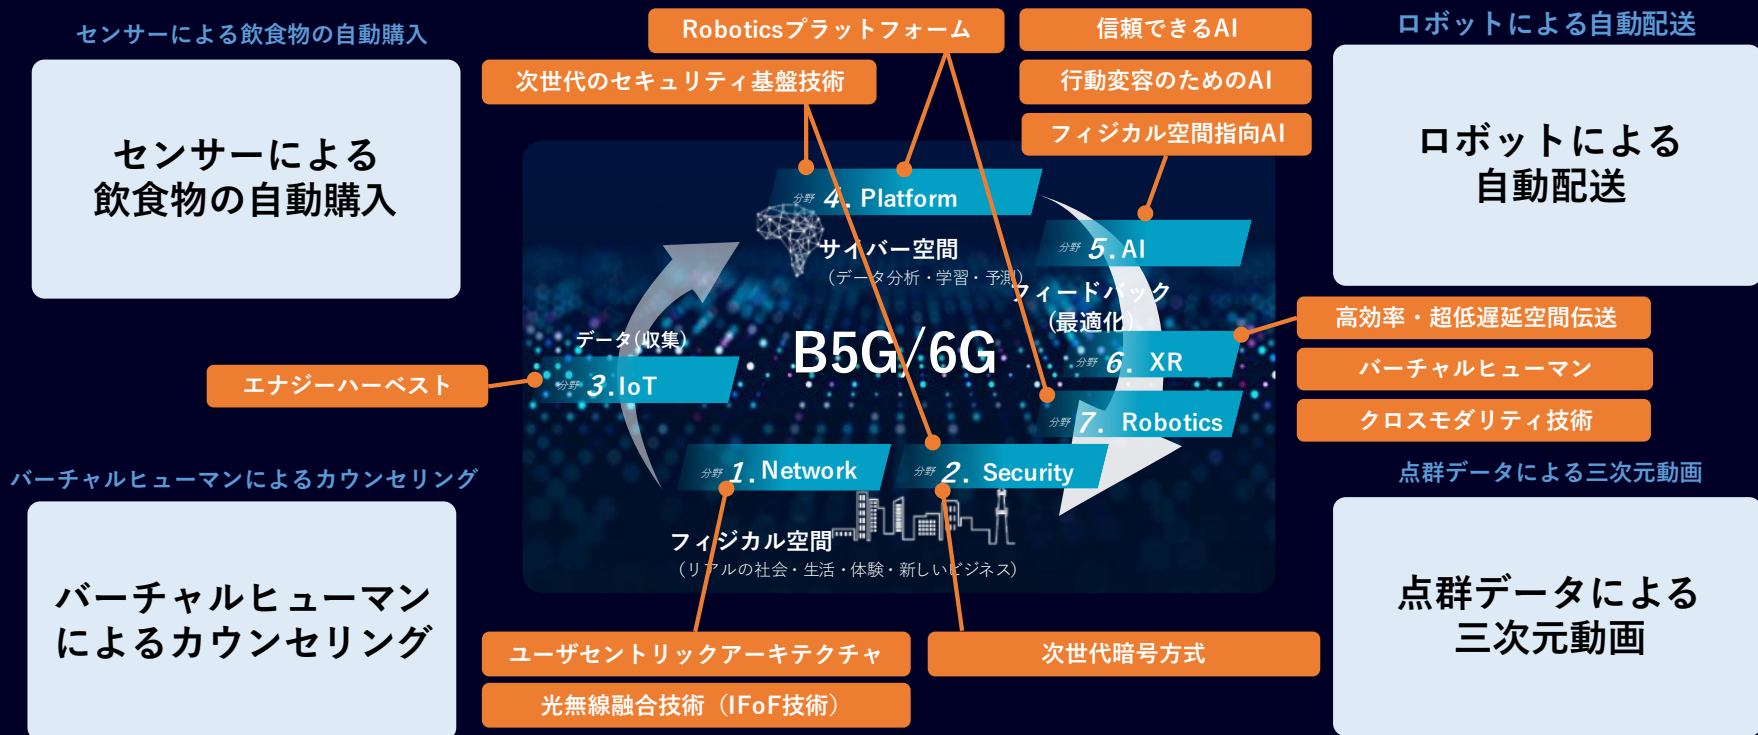 センサーによる飲食物の自動購入
センサーによる
飲食物の自動購入
Roboticsプラットフォーム
次世代のセキュリティ基盤技術
信頼できるAI
行動変容のためのAI
フィジカル空間指向AI
ロボットによる自動配送
ロボットによる
自動配送
分野 4. Platform
サイバー空間
（データ分析・学習・予測）
分野 5. AI
フィードバック
(最適化)
データ(収集)
B5G/6G
分野 6. XR
分野 3. IoT
分野 7. Robotics
エナジーハーベスト
高効率・超低遅延空間伝送
バーチャルヒューマン
クロスモダリティ技術
分野 1. Network
分野 2. Security
フィジカル空間
（リアルの社会・生活・体験・新しいビジネス）
バーチャルヒューマンによるカウンセリング
バーチャルヒューマン
によるカウンセリング
ユーザセントリックアーキテクチャ
光無線融合技術（IFoF技術）
次世代暗号方式
点群データによる三次元動画
点群データによる
三次元動画